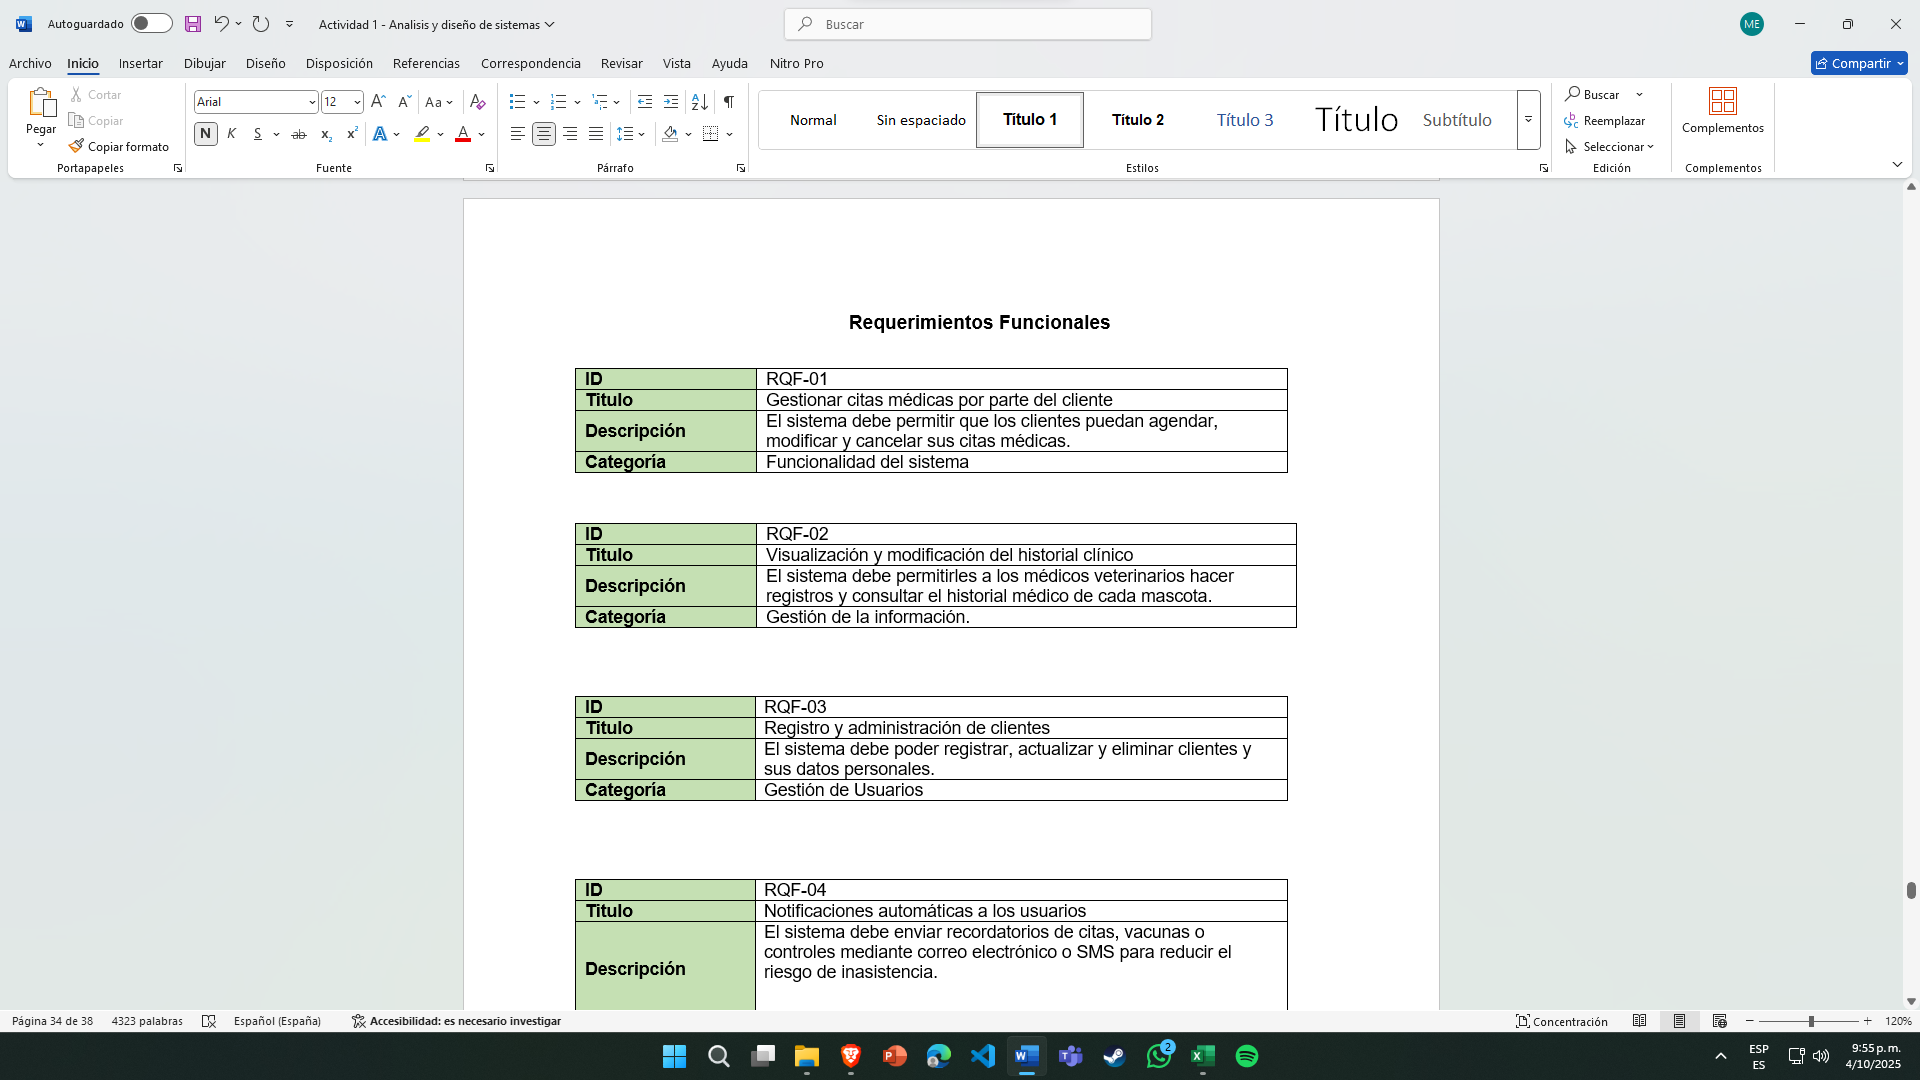 Autoguardado
Actividad 1 - Analisis y diseño de sistemas
Buscar
ME
Archivo Inicio Insertar Dibujar Diseño Disposición Referencias Correspondencia Revisar Vista Ayuda Nitro Pro
Compartir
Pegar
Cortar
Copiar
Copiar formato
Portapapeles
Arial 12
Aa
N K S ab x₂ x² A A
Fuente
Párrafo
Normal Sin espaciado Titulo 1 Titulo 2 Título 3 Título Subtítulo
Estilos
Buscar
Reemplazar
Seleccionar
Edición
Complementos
Complementos
Requerimientos Funcionales
ID RQF-01
Titulo Gestionar citas médicas por parte del cliente
Descripción El sistema debe permitir que los clientes puedan agendar,
modificar y cancelar sus citas médicas.
Categoría Funcionalidad del sistema
ID RQF-02
Titulo Visualización y modificación del historial clínico
Descripción El sistema debe permitirles a los médicos veterinarios hacer
registros y consultar el historial médico de cada mascota.
Categoría Gestión de la información.
ID RQF-03
Titulo Registro y administración de clientes
Descripción El sistema debe poder registrar, actualizar y eliminar clientes y
sus datos personales.
Categoría Gestión de Usuarios
ID RQF-04
Titulo Notificaciones automáticas a los usuarios
Descripción El sistema debe enviar recordatorios de citas, vacunas o
controles mediante correo electrónico o SMS para reducir el
riesgo de inasistencia.
Página 34 de 38 4323 palabras Español (España) Accesibilidad: es necesario investigar
Concentración
120%
2
ESP
ES
9:55 p. m.
4/10/2025